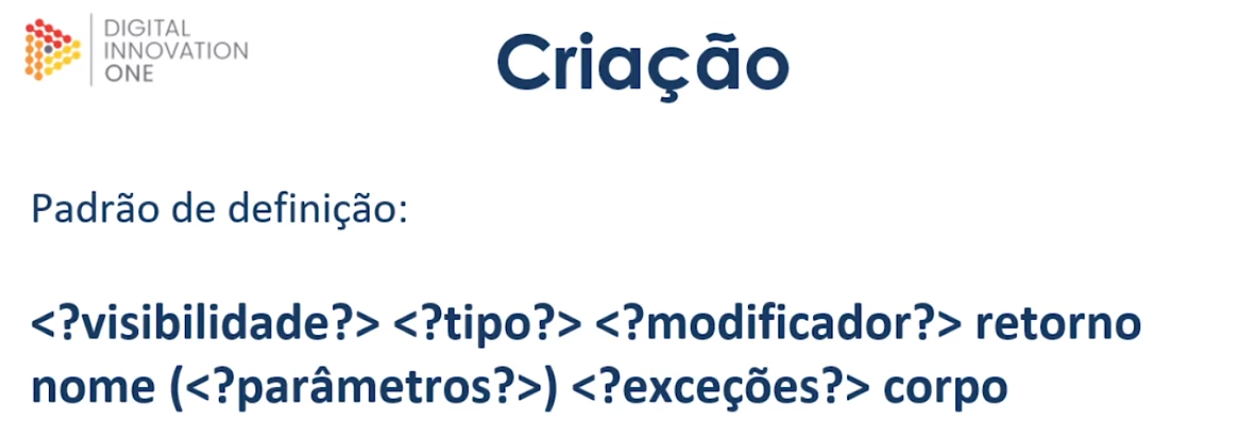 DIGITAL
INNOVATION
ONE
Criação
Padrão de definição:
<?visibilidade?> <?tipo?> <?modificador?> retorno
nome (<?parâmetros?>) <?exceções?> corpo